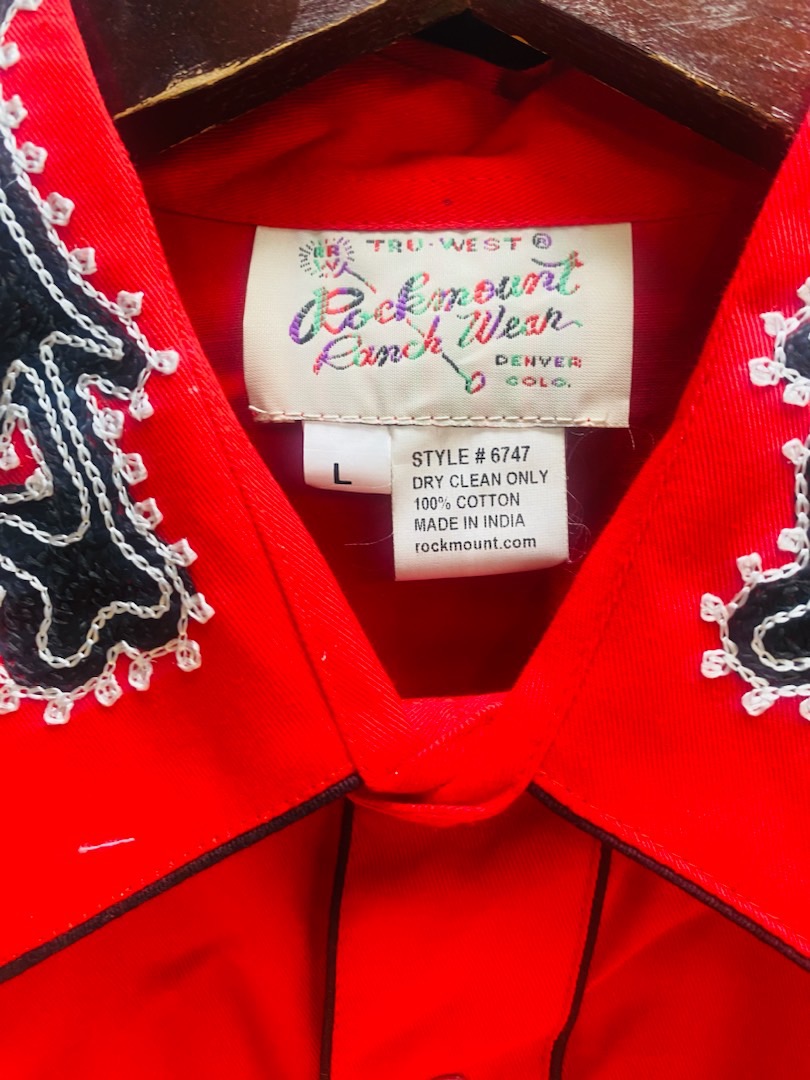 RR
W
TRU·WEST®
Rockmount
Ranch Wear
DENVER
COLO.
L
STYLE # 6747
DRY CLEAN ONLY
100% COTTON
MADE IN INDIA
rockmount.com